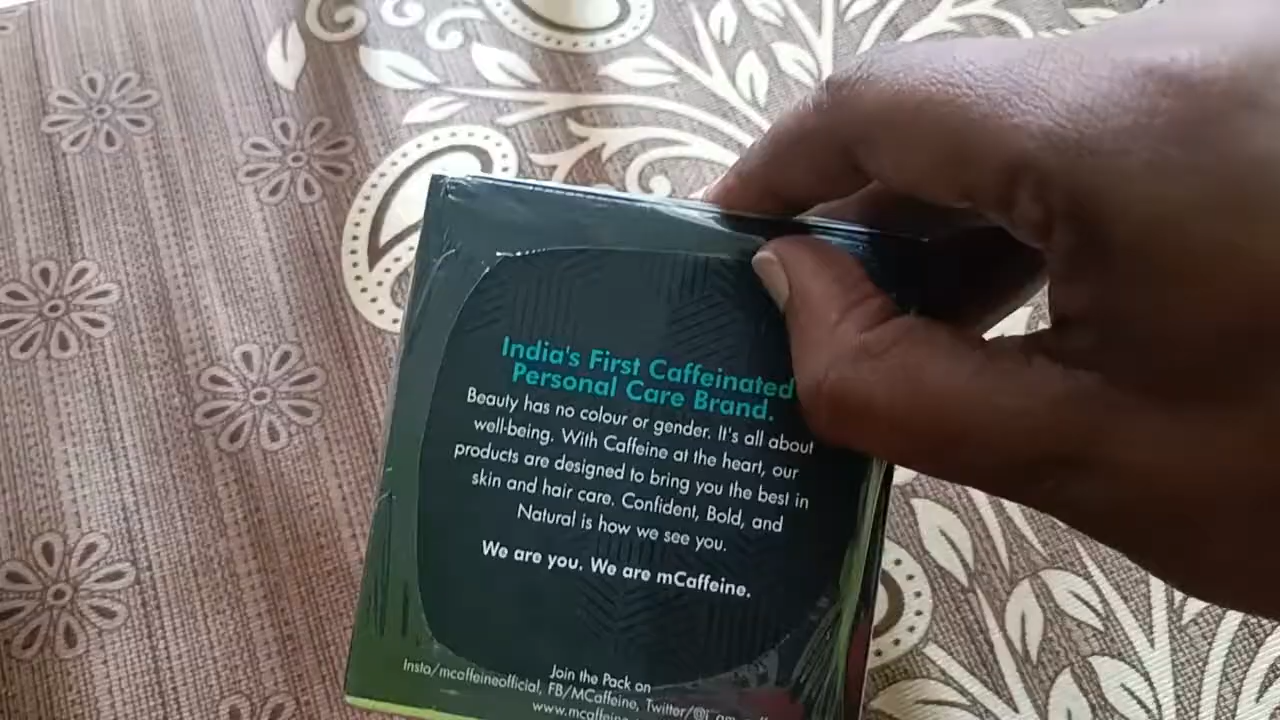 India's First Caffeinated
Personal Care Brand.
Beauty has no colour or gender. It's all about
well-being. With Caffeine at the heart, our
products are designed to bring you the best in
skin and hair care. Confident, Bold, and
Natural is how we see you.
We are you. We are mCaffeine.
Join the Pack on
Insta/mcaffeineofficial, FB/MCaffeine, Twitter/@i_am
www.mcaffeine